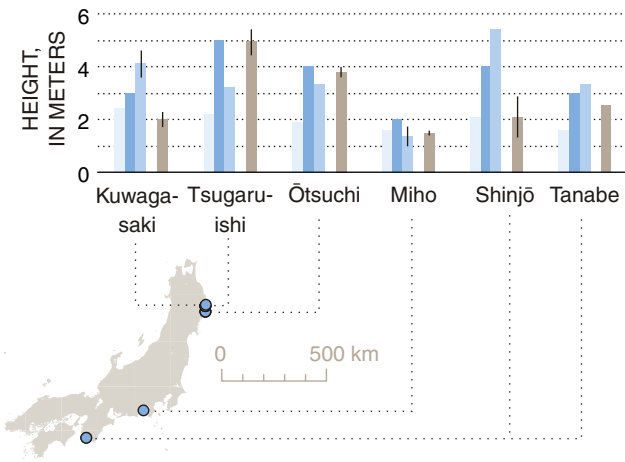 HEIGHT,
IN METERS
6
4
2
0
Kuwaga-
saki
Tsugaru-
ishi
Ōtsuchi
Miho
Shinjō
Tanabe
0
500 km